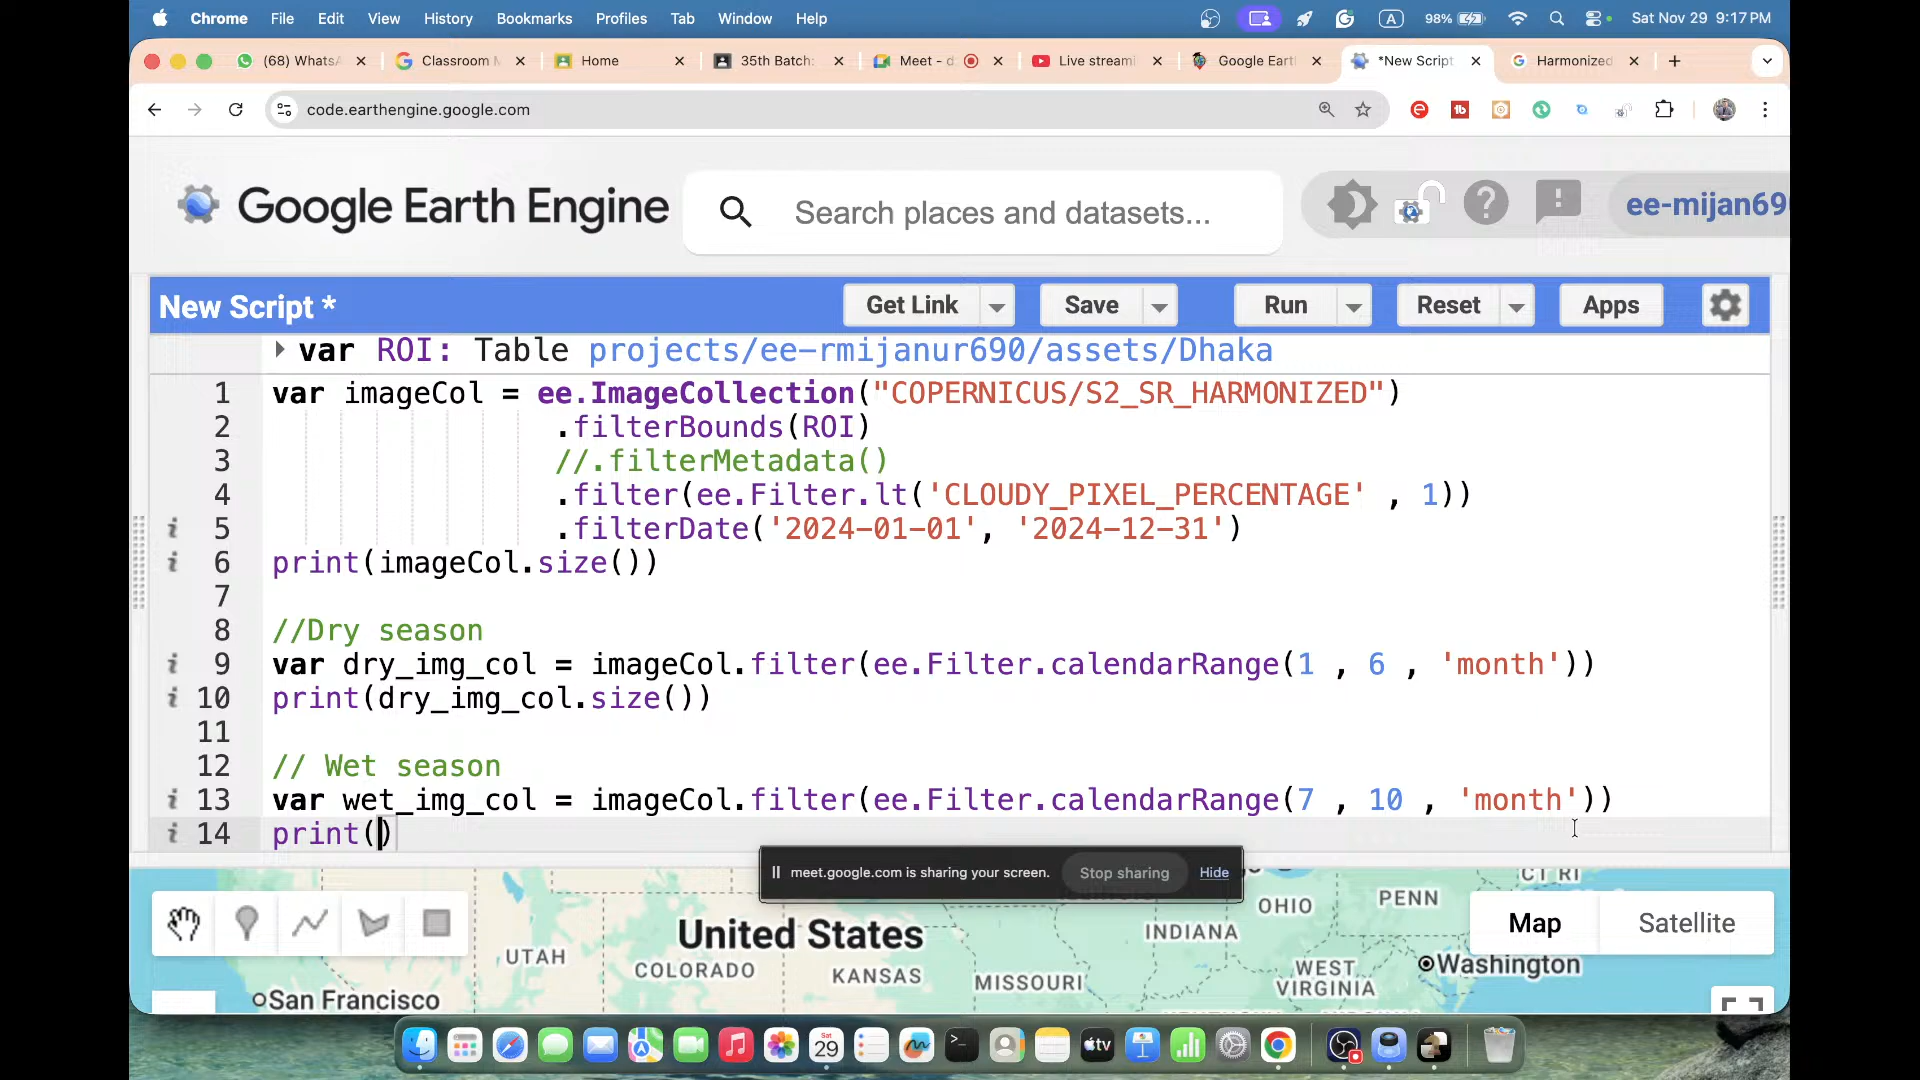 Chrome File Edit View History Bookmarks Profiles Tab Window Help A 98% Sat Nov 29 9:17 PM
(68) WhatsA Classroom Home 35th Batch: Meet - d Live streami Google Eart *New Script Harmonized
code.earthengine.google.com
Google Earth Engine Search places and datasets... ee-mijan69
New Script * Get Link Save Run Reset Apps
var ROI: Table projects/ee-rmijanur690/assets/Dhaka
1 var imageCol = ee.ImageCollection("COPERNICUS/S2_SR_HARMONIZED")
2 .filterBounds(ROI)
3 //.filterMetadata()
4 .filter(ee.Filter.lt('CLOUDY_PIXEL_PERCENTAGE' , 1))
i 5 .filterDate('2024-01-01', '2024-12-31')
i 6 print(imageCol.size())
7
8 //Dry season
i 9 var dry_img_col = imageCol.filter(ee.Filter.calendarRange(1 , 6 , 'month'))
i 10 print(dry_img_col.size())
11
12 // Wet season
i 13 var wet_img_col = imageCol.filter(ee.Filter.calendarRange(7 , 10 , 'month'))
i 14 print()
meet.google.com is sharing your screen. Stop sharing Hide
CT RI
OHIO PENN
Map Satellite
United States
INDIANA
UTAH COLORADO KANSAS MISSOURI WEST VIRGINIA Washington
San Francisco
29 tv